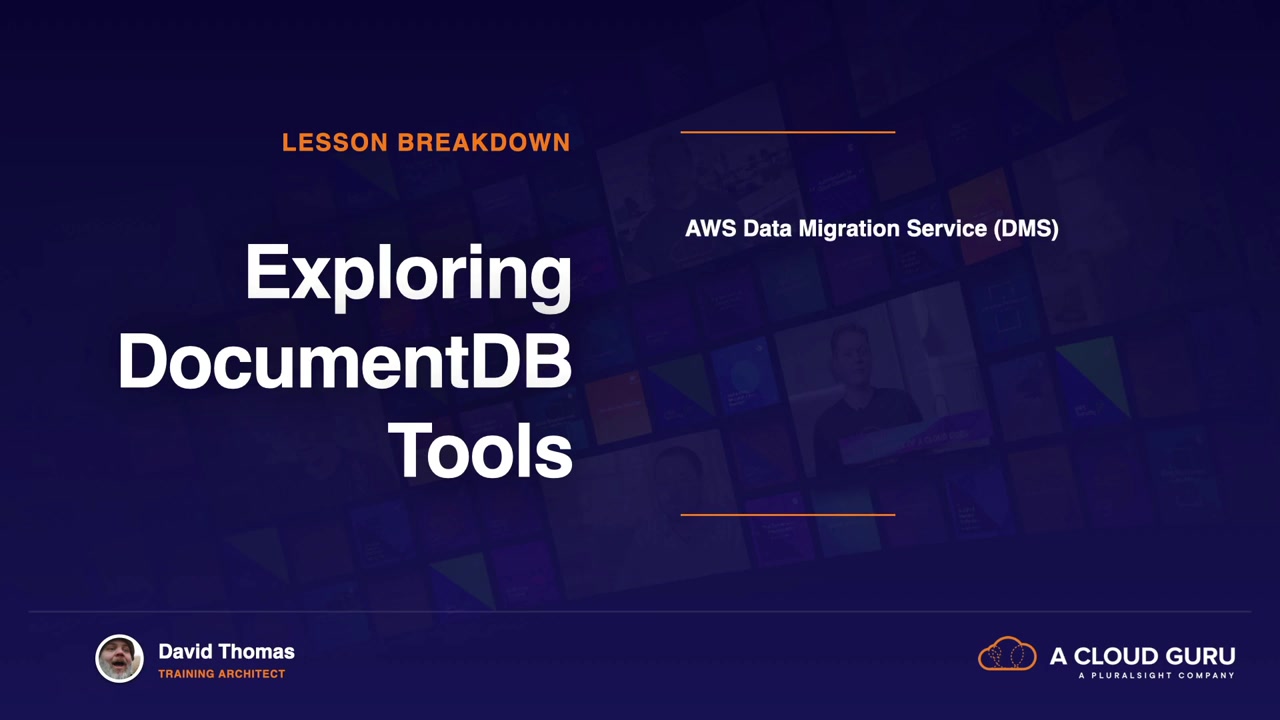 LESSON BREAKDOWN
Exploring
DocumentDB
Tools
AWS Data Migration Service (DMS)
David Thomas
TRAINING ARCHITECT
A CLOUD GURU
A PLURALSIGHT COMPANY